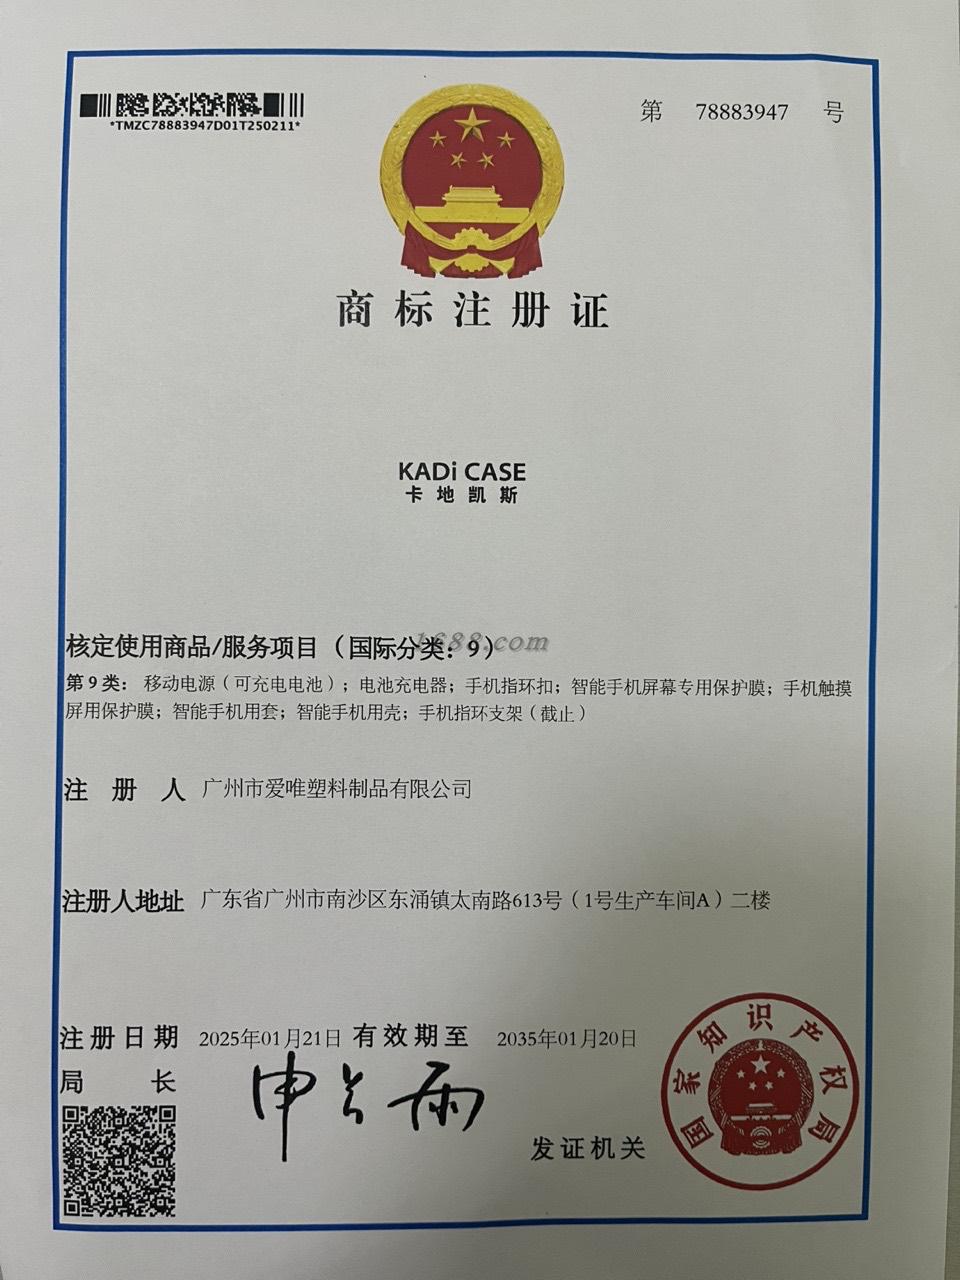 第 78883947 号
*TMZC78883947D01T250211*
商标注册证
KADi CASE
卡地凯斯
核定使用商品/服务项目（国际分类：9）
1688.com
第9类：移动电源（可充电电池）；电池充电器；手机指环扣；智能手机屏幕专用保护膜；手机触摸
屏用保护膜；智能手机用套；智能手机用壳；手机指环支架（截止）
注册人 广州市爱唯塑料制品有限公司
注册人地址 广东省广州市南沙区东涌镇太南路613号（1号生产车间A）二楼
注册日期 2025年01月21日 有效期至 2035年01月20日
局长 申长雨
发证机关
国家知识产权局